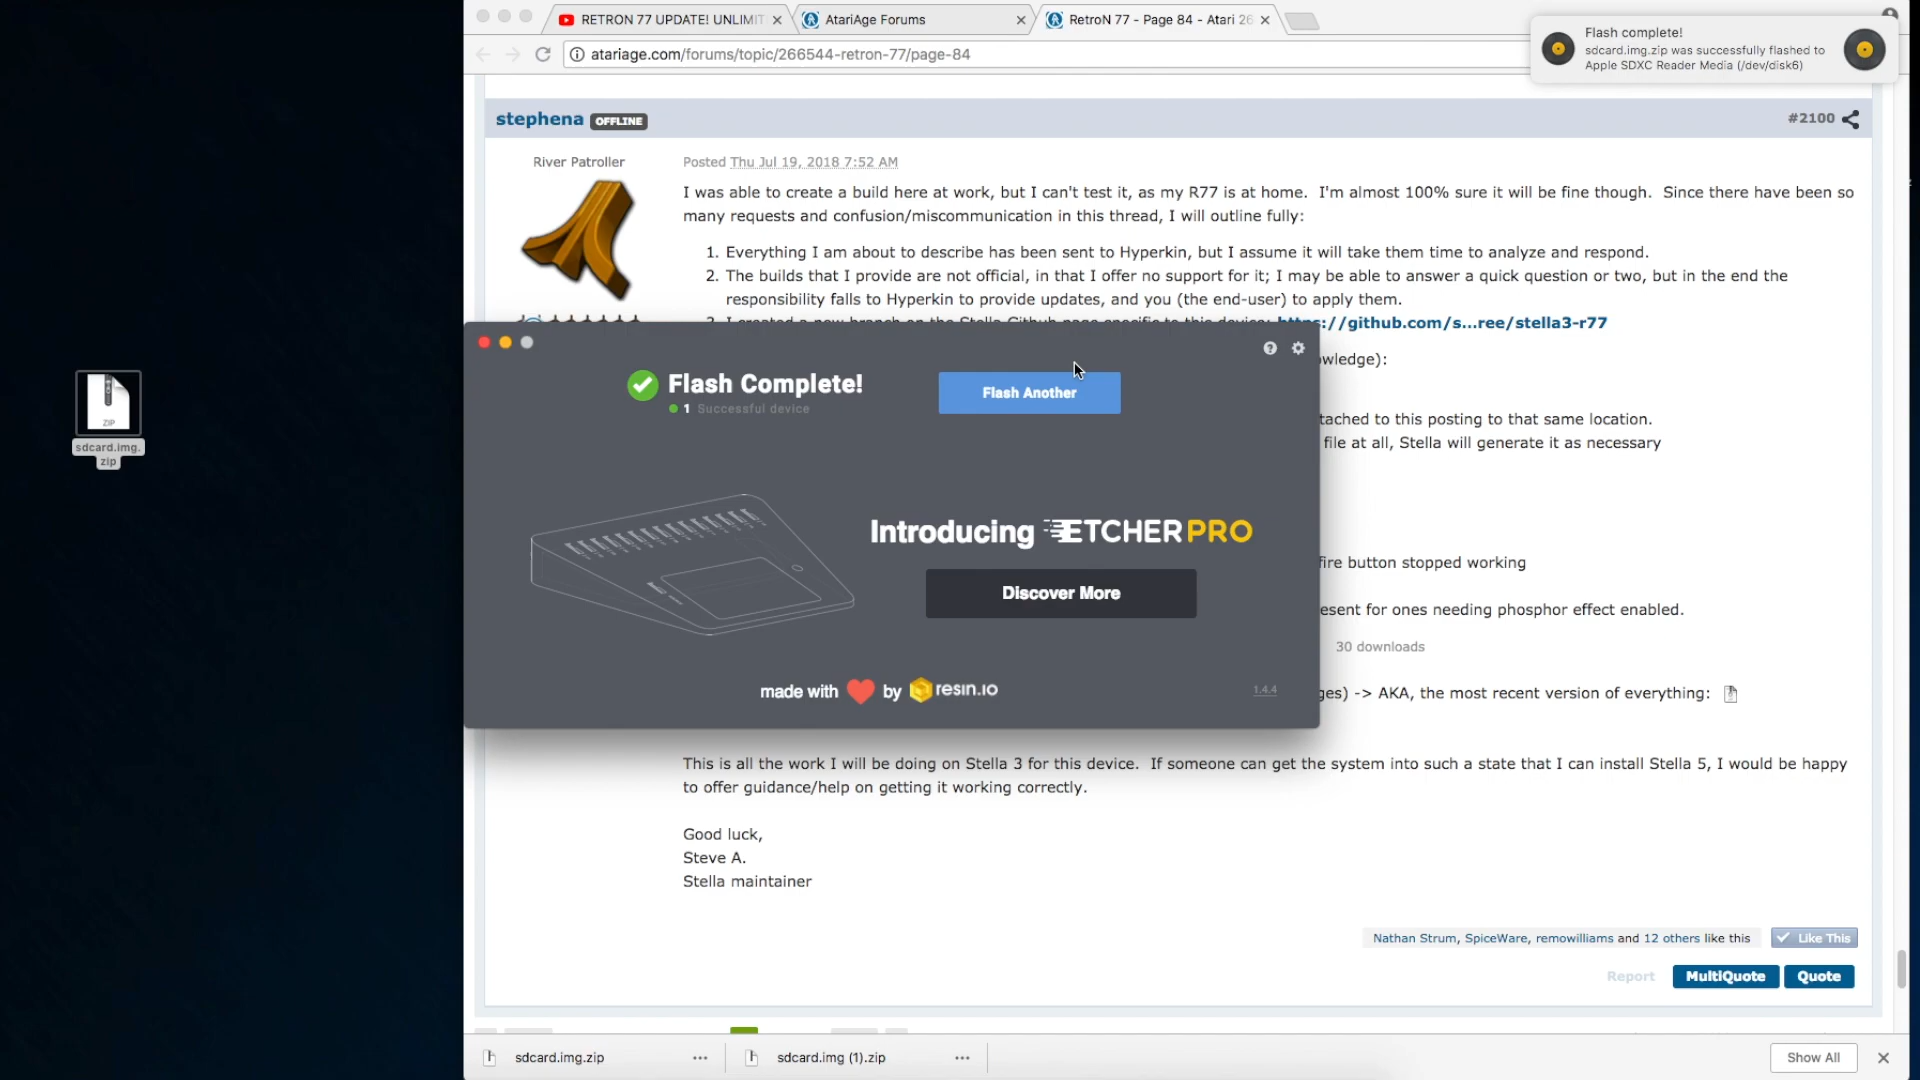 RETRON 77 UPDATE! UNLIMIT
AtariAge Forums
RetroN 77 - Page 84 - Atari 26
atariage.com/forums/topic/266544-retron-77/page-84
Flash complete!
sdcard.img.zip was successfully flashed to
Apple SDXC Reader Media (/dev/disk6)
stephena OFFLINE
#2100
River Patroller
Posted Thu Jul 19, 2018 7:52 AM
I was able to create a build here at work, but I can't test it, as my R77 is at home. I'm almost 100% sure it will be fine though. Since there have been so
many requests and confusion/miscommunication in this thread, I will outline fully:
1. Everything I am about to describe has been sent to Hyperkin, but I assume it will take them time to analyze and respond.
2. The builds that I provide are not official, in that I offer no support for it; I may be able to answer a quick question or two, but in the end the
responsibility falls to Hyperkin to provide updates, and you (the end-user) to apply them.
://github.com/s...ree/stella3-r77
wledge):
Flash Complete!
1 Successful device
Flash Another
tached to this posting to that same location.
file at all, Stella will generate it as necessary
ZIP
sdcard.img.
zip
Introducing ETCHERPRO
Discover More
fire button stopped working
esent for ones needing phosphor effect enabled.
30 downloads
made with by resin.io
1.4.4
ges) -> AKA, the most recent version of everything:
This is all the work I will be doing on Stella 3 for this device. If someone can get the system into such a state that I can install Stella 5, I would be happy
to offer guidance/help on getting it working correctly.
Good luck,
Steve A.
Stella maintainer
Nathan Strum, SpiceWare, remowilliams and 12 others like this
Like This
Report
MultiQuote
Quote
sdcard.img.zip
sdcard.img (1).zip
Show All